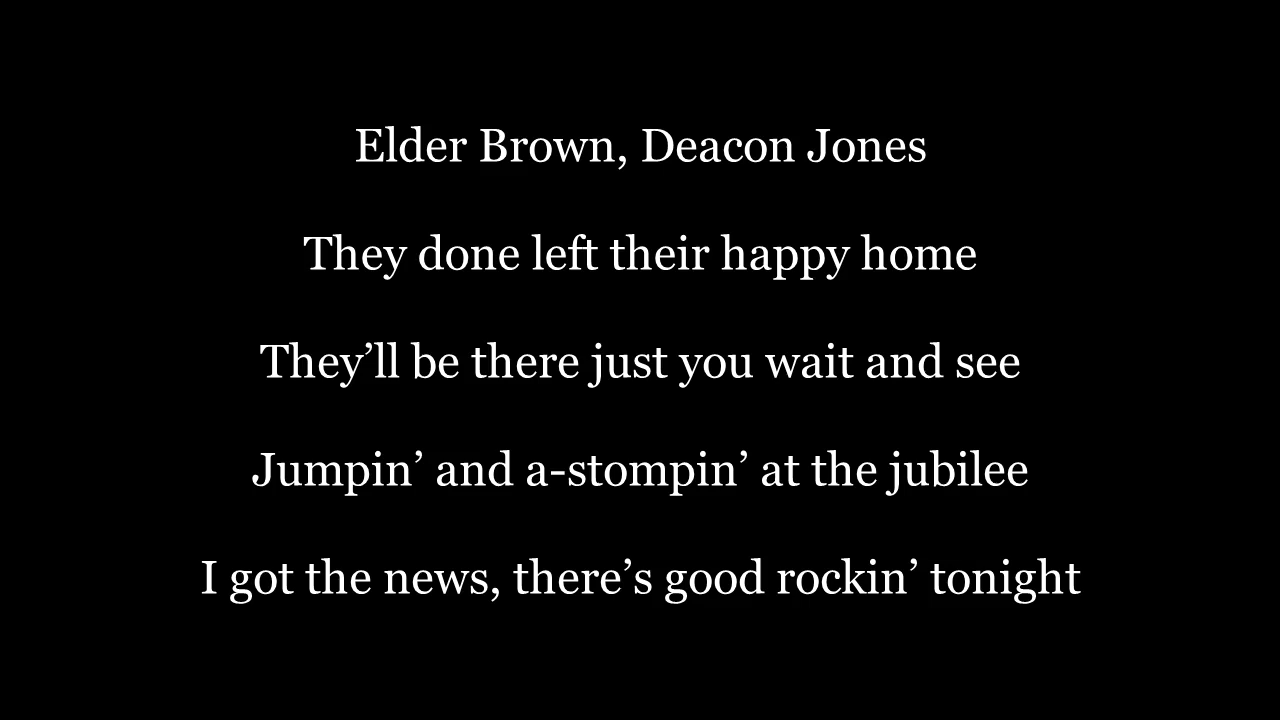 Elder Brown, Deacon Jones
They done left their happy home
They’ll be there just you wait and see
Jumpin’ and a-stompin’ at the jubilee
I got the news, there’s good rockin’ tonight